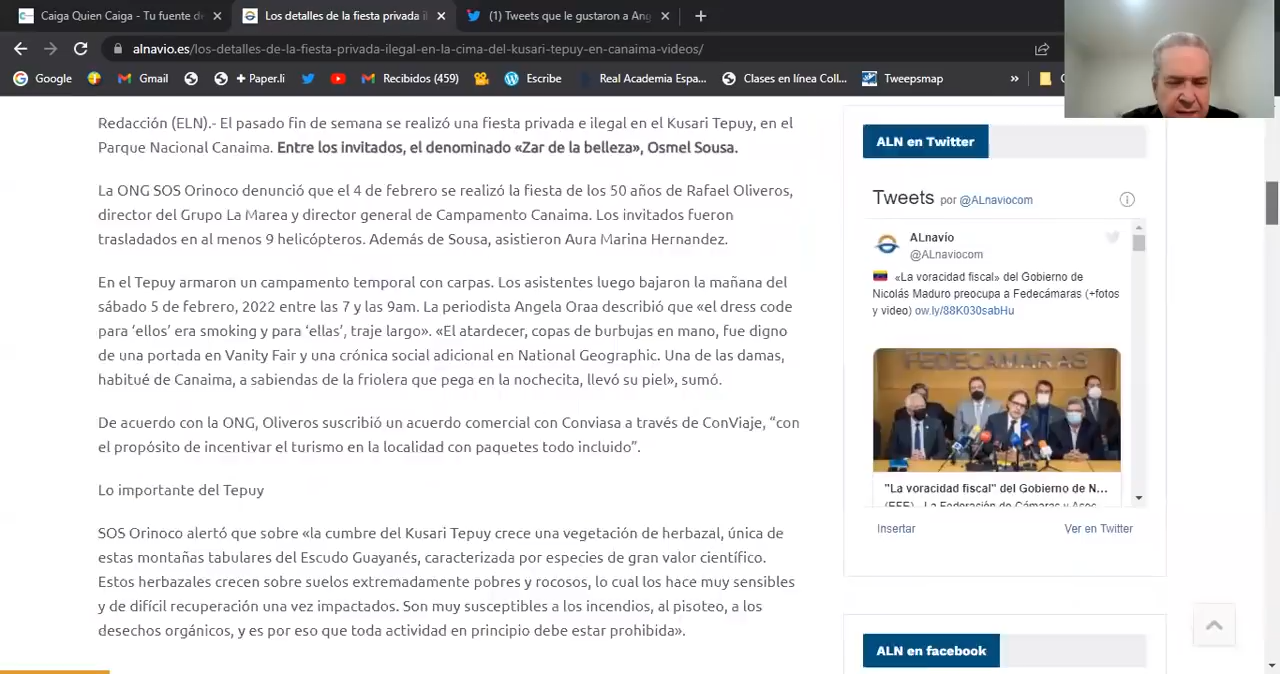 Caiga Quien Caiga - Tu fuente d
Los detalles de la fiesta privada il
(1) Tweets que le gustaron a Ang
alnavio.es/los-detalles-de-la-fiesta-privada-ilegal-en-la-cima-del-kusari-tepuy-en-canaima-videos/
Google
Gmail
+ Paper.li
Recibidos (459)
Escribe
Real Academia Espa...
Clases en línea Coll...
Tweepsmap
»
Redacción (ELN).- El pasado fin de semana se realizó una fiesta privada e ilegal en el Kusari Tepuy, en el
Parque Nacional Canaima. Entre los invitados, el denominado «Zar de la belleza», Osmel Sousa.
La ONG SOS Orinoco denunció que el 4 de febrero se realizó la fiesta de los 50 años de Rafael Oliveros,
director del Grupo La Marea y director general de Campamento Canaima. Los invitados fueron
trasladados en al menos 9 helicópteros. Además de Sousa, asistieron Aura Marina Hernandez.
En el Tepuy armaron un campamento temporal con carpas. Los asistentes luego bajaron la mañana del
sábado 5 de febrero, 2022 entre las 7 y las 9am. La periodista Angela Oraa describió que «el dress code
para ‘ellos’ era smoking y para ‘ellas’, traje largo». «El atardecer, copas de burbujas en mano, fue digno
de una portada en Vanity Fair y una crónica social adicional en National Geographic. Una de las damas,
habitué de Canaima, a sabiendas de la friolera que pega en la nochecita, llevó su piel», sumó.
De acuerdo con la ONG, Oliveros suscribió un acuerdo comercial con Conviasa a través de ConViaje, “con
el propósito de incentivar el turismo en la localidad con paquetes todo incluido”.
Lo importante del Tepuy
SOS Orinoco alertó que sobre «la cumbre del Kusari Tepuy crece una vegetación de herbazal, única de
estas montañas tabulares del Escudo Guayanés, caracterizada por especies de gran valor científico.
Estos herbazales crecen sobre suelos extremadamente pobres y rocosos, lo cual los hace muy sensibles
y de difícil recuperación una vez impactados. Son muy susceptibles a los incendios, al pisoteo, a los
desechos orgánicos, y es por eso que toda actividad en principio debe estar prohibida».
ALN en Twitter
Tweets por @ALnaviocom
ALnavío
@ALnaviocom
«La voracidad fiscal» del Gobierno de
Nicolás Maduro preocupa a Fedecámaras (+fotos
y video) ow.ly/88K030sabHu
FEDECAMARAS
"La voracidad fiscal" del Gobierno de N...
(EFE).- La Federación de Cámaras y Asoc
Insertar
Ver en Twitter
ALN en facebook